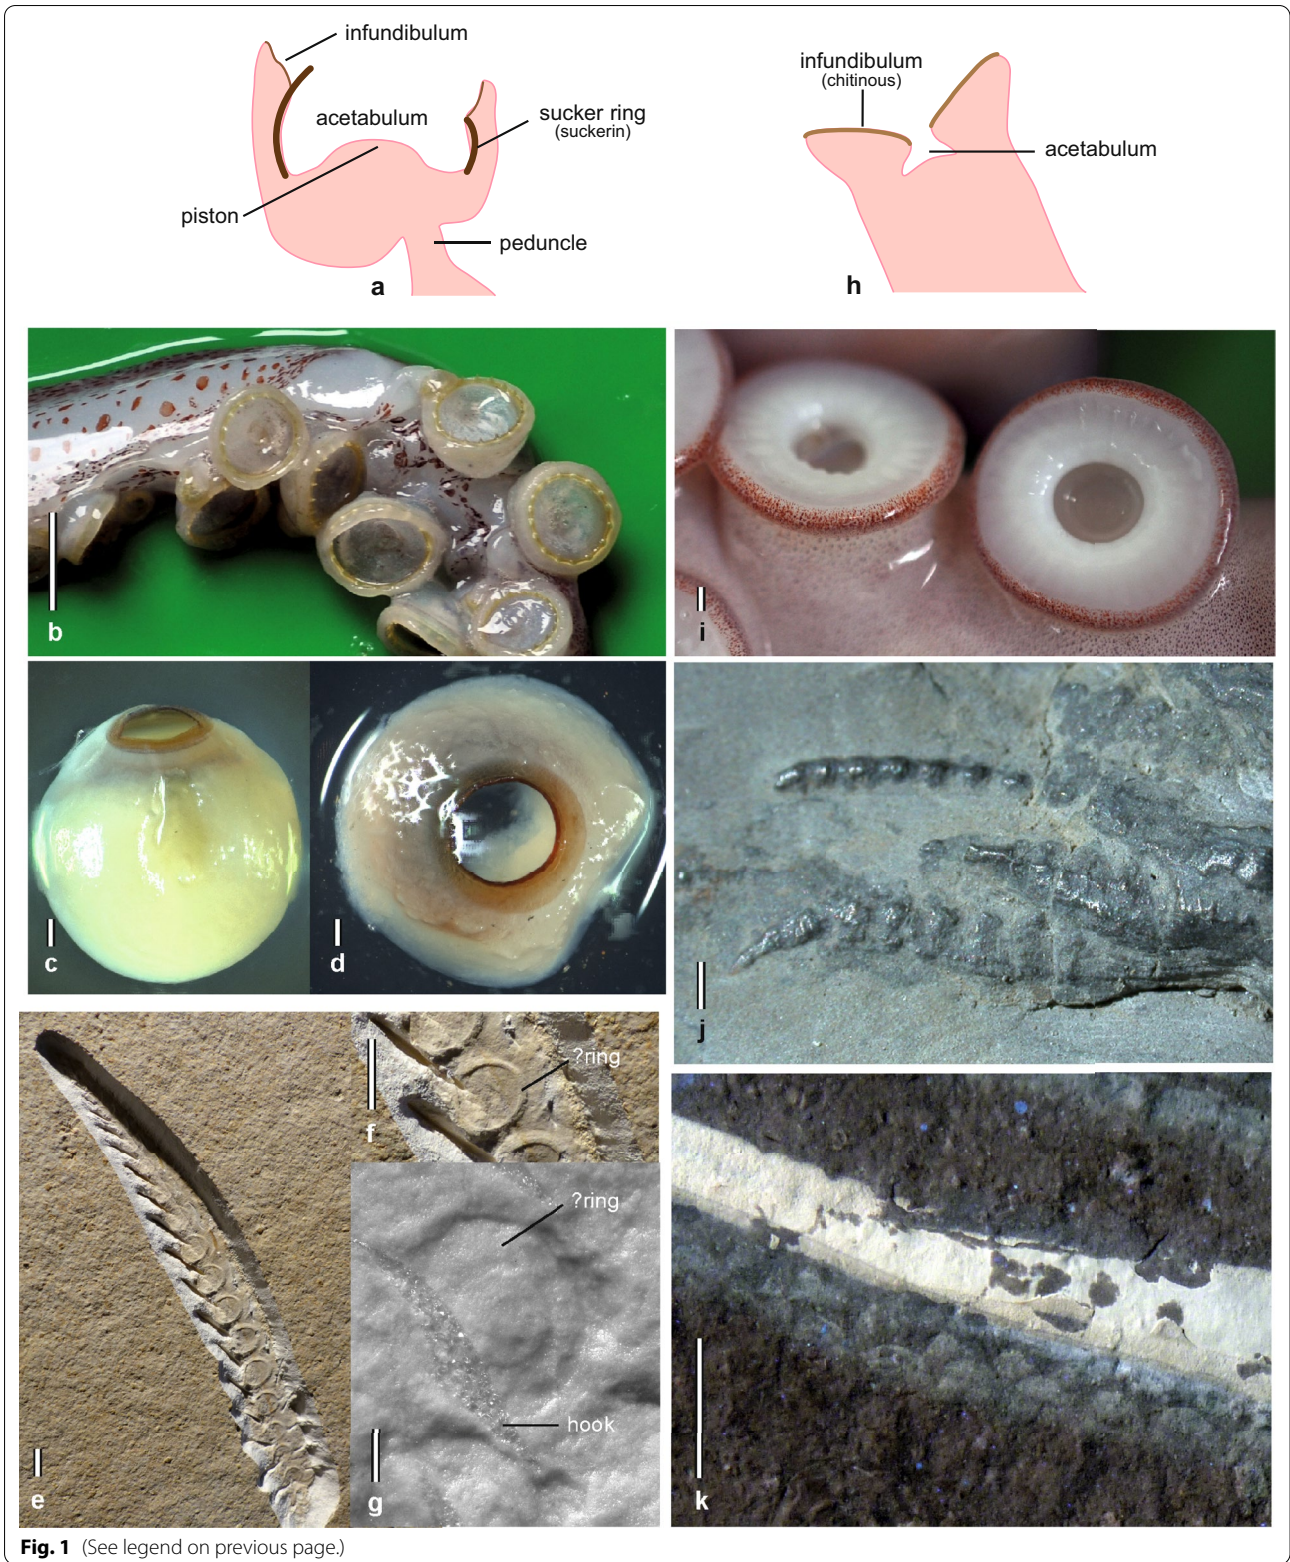 infundibulum
acetabulum
sucker ring
(suckerin)
piston
peduncle
a
infundibulum
(chitinous)
acetabulum
h
b
i
c
d
j
?ring
f
?ring
hook
e
g
k
Fig. 1 (See legend on previous page.)